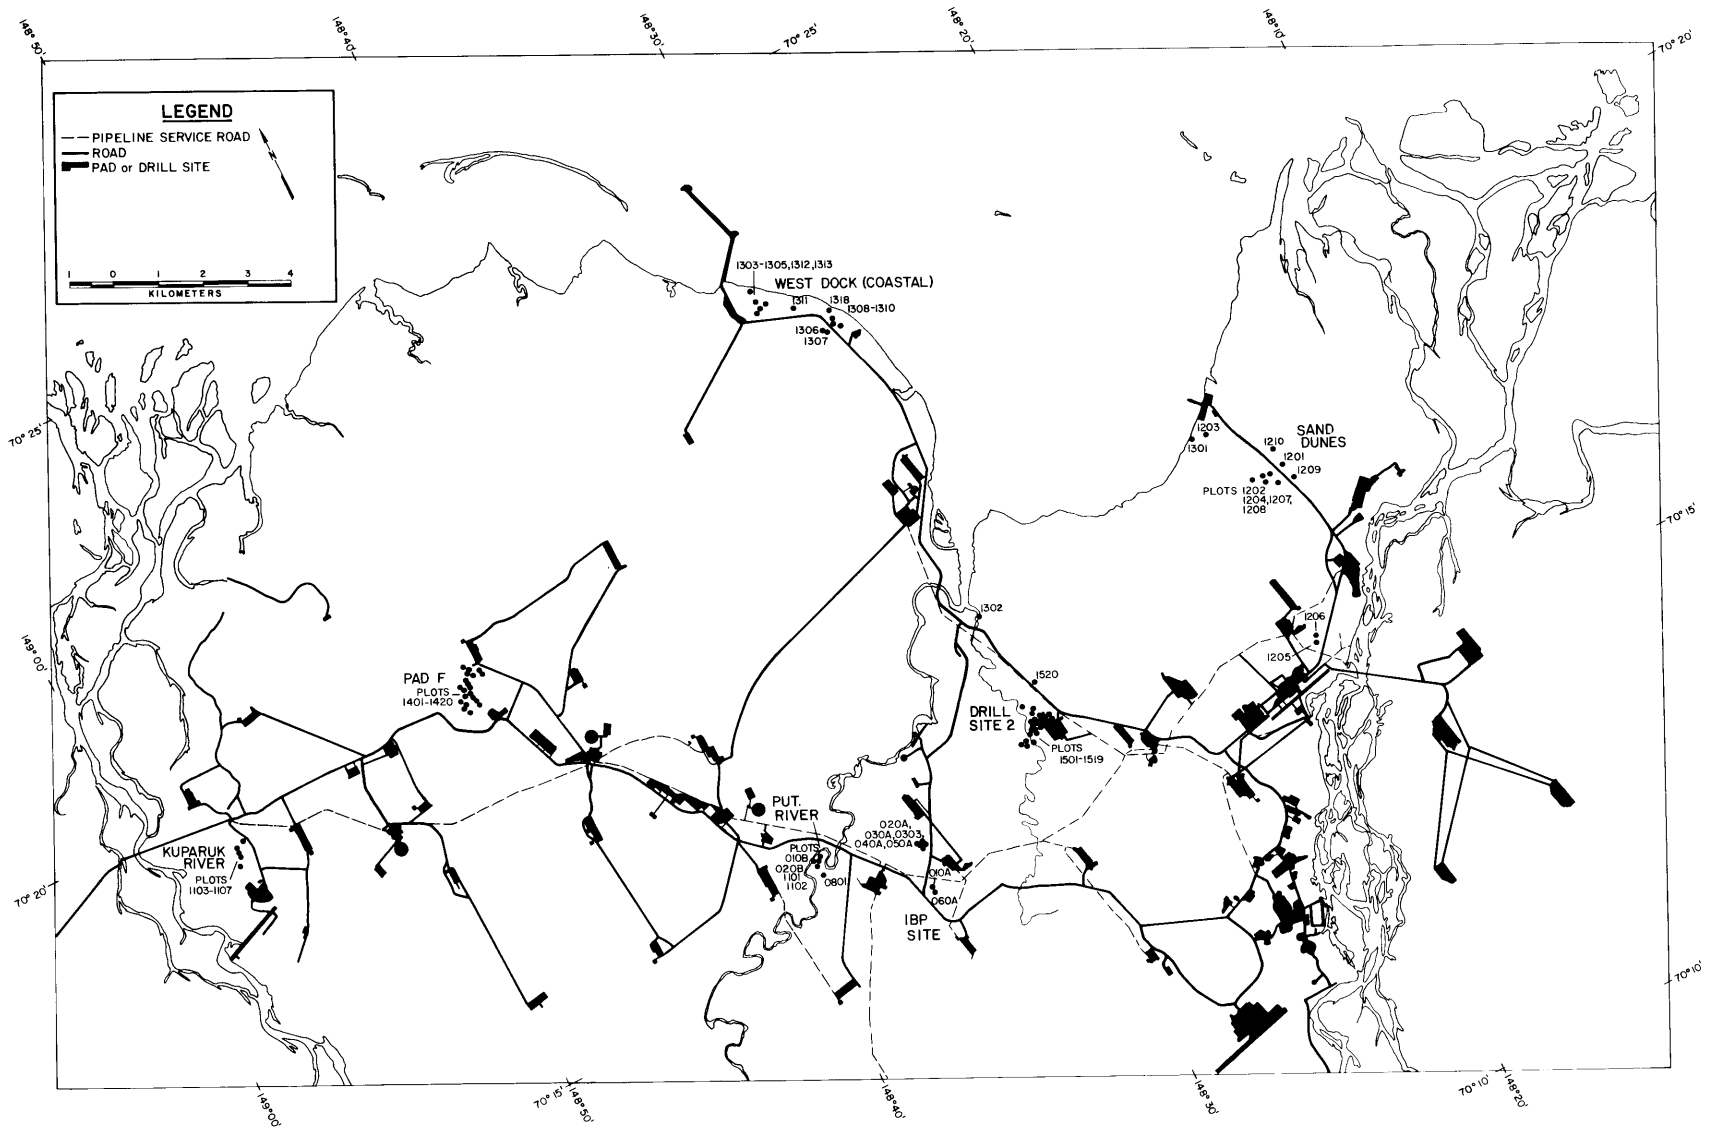 148° 50'
148° 40'
148° 30'
70° 25'
148° 20'
148° 10'
70° 20'
LEGEND
PIPELINE SERVICE ROAD
ROAD
PAD or DRILL SITE
N
1 0 1 2 3 4
KILOMETERS
1303-1305,1312,1313
WEST DOCK (COASTAL)
1311
1318
1308-1310
1306
1307
70° 25'
1203
1301
SAND
DUNES
1210
1201
1209
PLOTS 1202
1204,1207,
1208
70° 15'
1302
1206
1205
149° 00'
PAD F
PLOTS
1401-1420
1520
DRILL
SITE 2
PLOTS
1501-1519
PUT.
RIVER
020A,
030A,0303,
040A,050A
KUPARUK
RIVER
PLOTS
1103-1107
PLOTS
010B
020B
1101
1102
0801
010A
060A
IBP
SITE
70° 20'
70° 10'
149° 00'
70° 15'
148° 50'
148° 40'
148° 30'
70° 10'
148° 20'